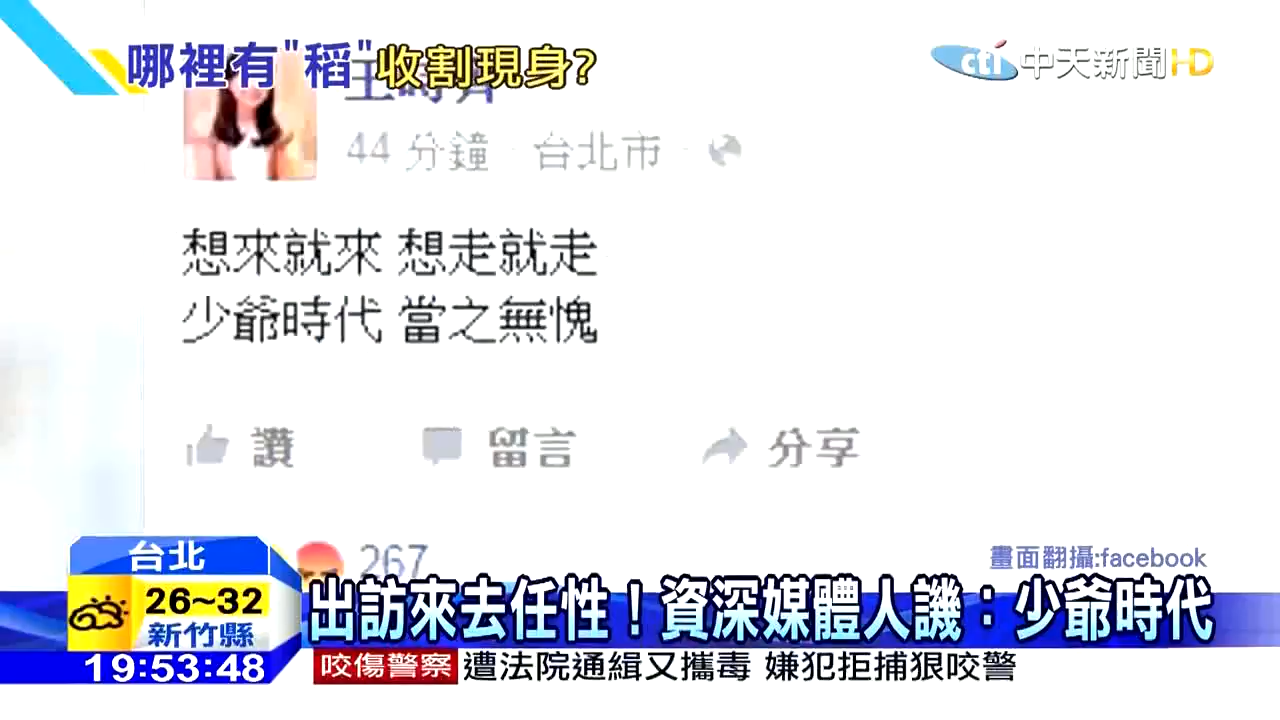 哪裡有"稻"收割現身?
cti 中天新聞HD
44 分鐘 · 台北市 ·
想來就來 想走就走
少爺時代 當之無愧
讚 留言 分享
267
畫面翻攝:facebook
台北
26~32
新竹縣
19:53:48
出訪來去任性!資深媒體人譏:少爺時代
咬傷警察 遭法院通緝又攜毒 嫌犯拒捕狠咬警